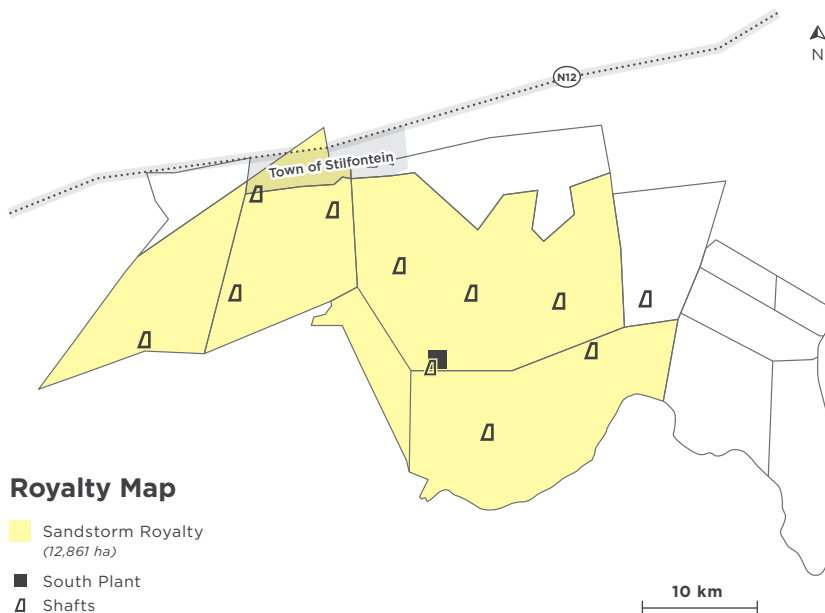 N
N12
Town of Stilfontein
Royalty Map
Sandstorm Royalty
(12,861 ha)
South Plant
Shafts
10 km